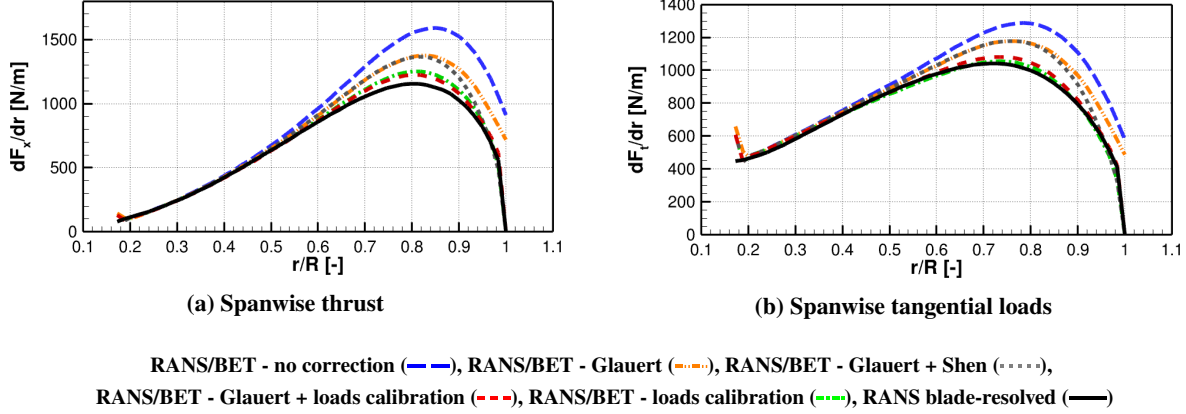 dFx/dr [N/m]
1500
1000
500
0
0.1 0.2 0.3 0.4 0.5 0.6 0.7 0.8 0.9 1 1.1
r/R [-]
(a) Spanwise thrust
dFt/dr [N/m]
1400
1200
1000
800
600
400
200
0
0.1 0.2 0.3 0.4 0.5 0.6 0.7 0.8 0.9 1 1.1
r/R [-]
(b) Spanwise tangential loads
RANS/BET - no correction ( ), RANS/BET - Glauert ( ), RANS/BET - Glauert + Shen ( ),
RANS/BET - Glauert + loads calibration ( ), RANS/BET - loads calibration ( ), RANS blade-resolved ( )